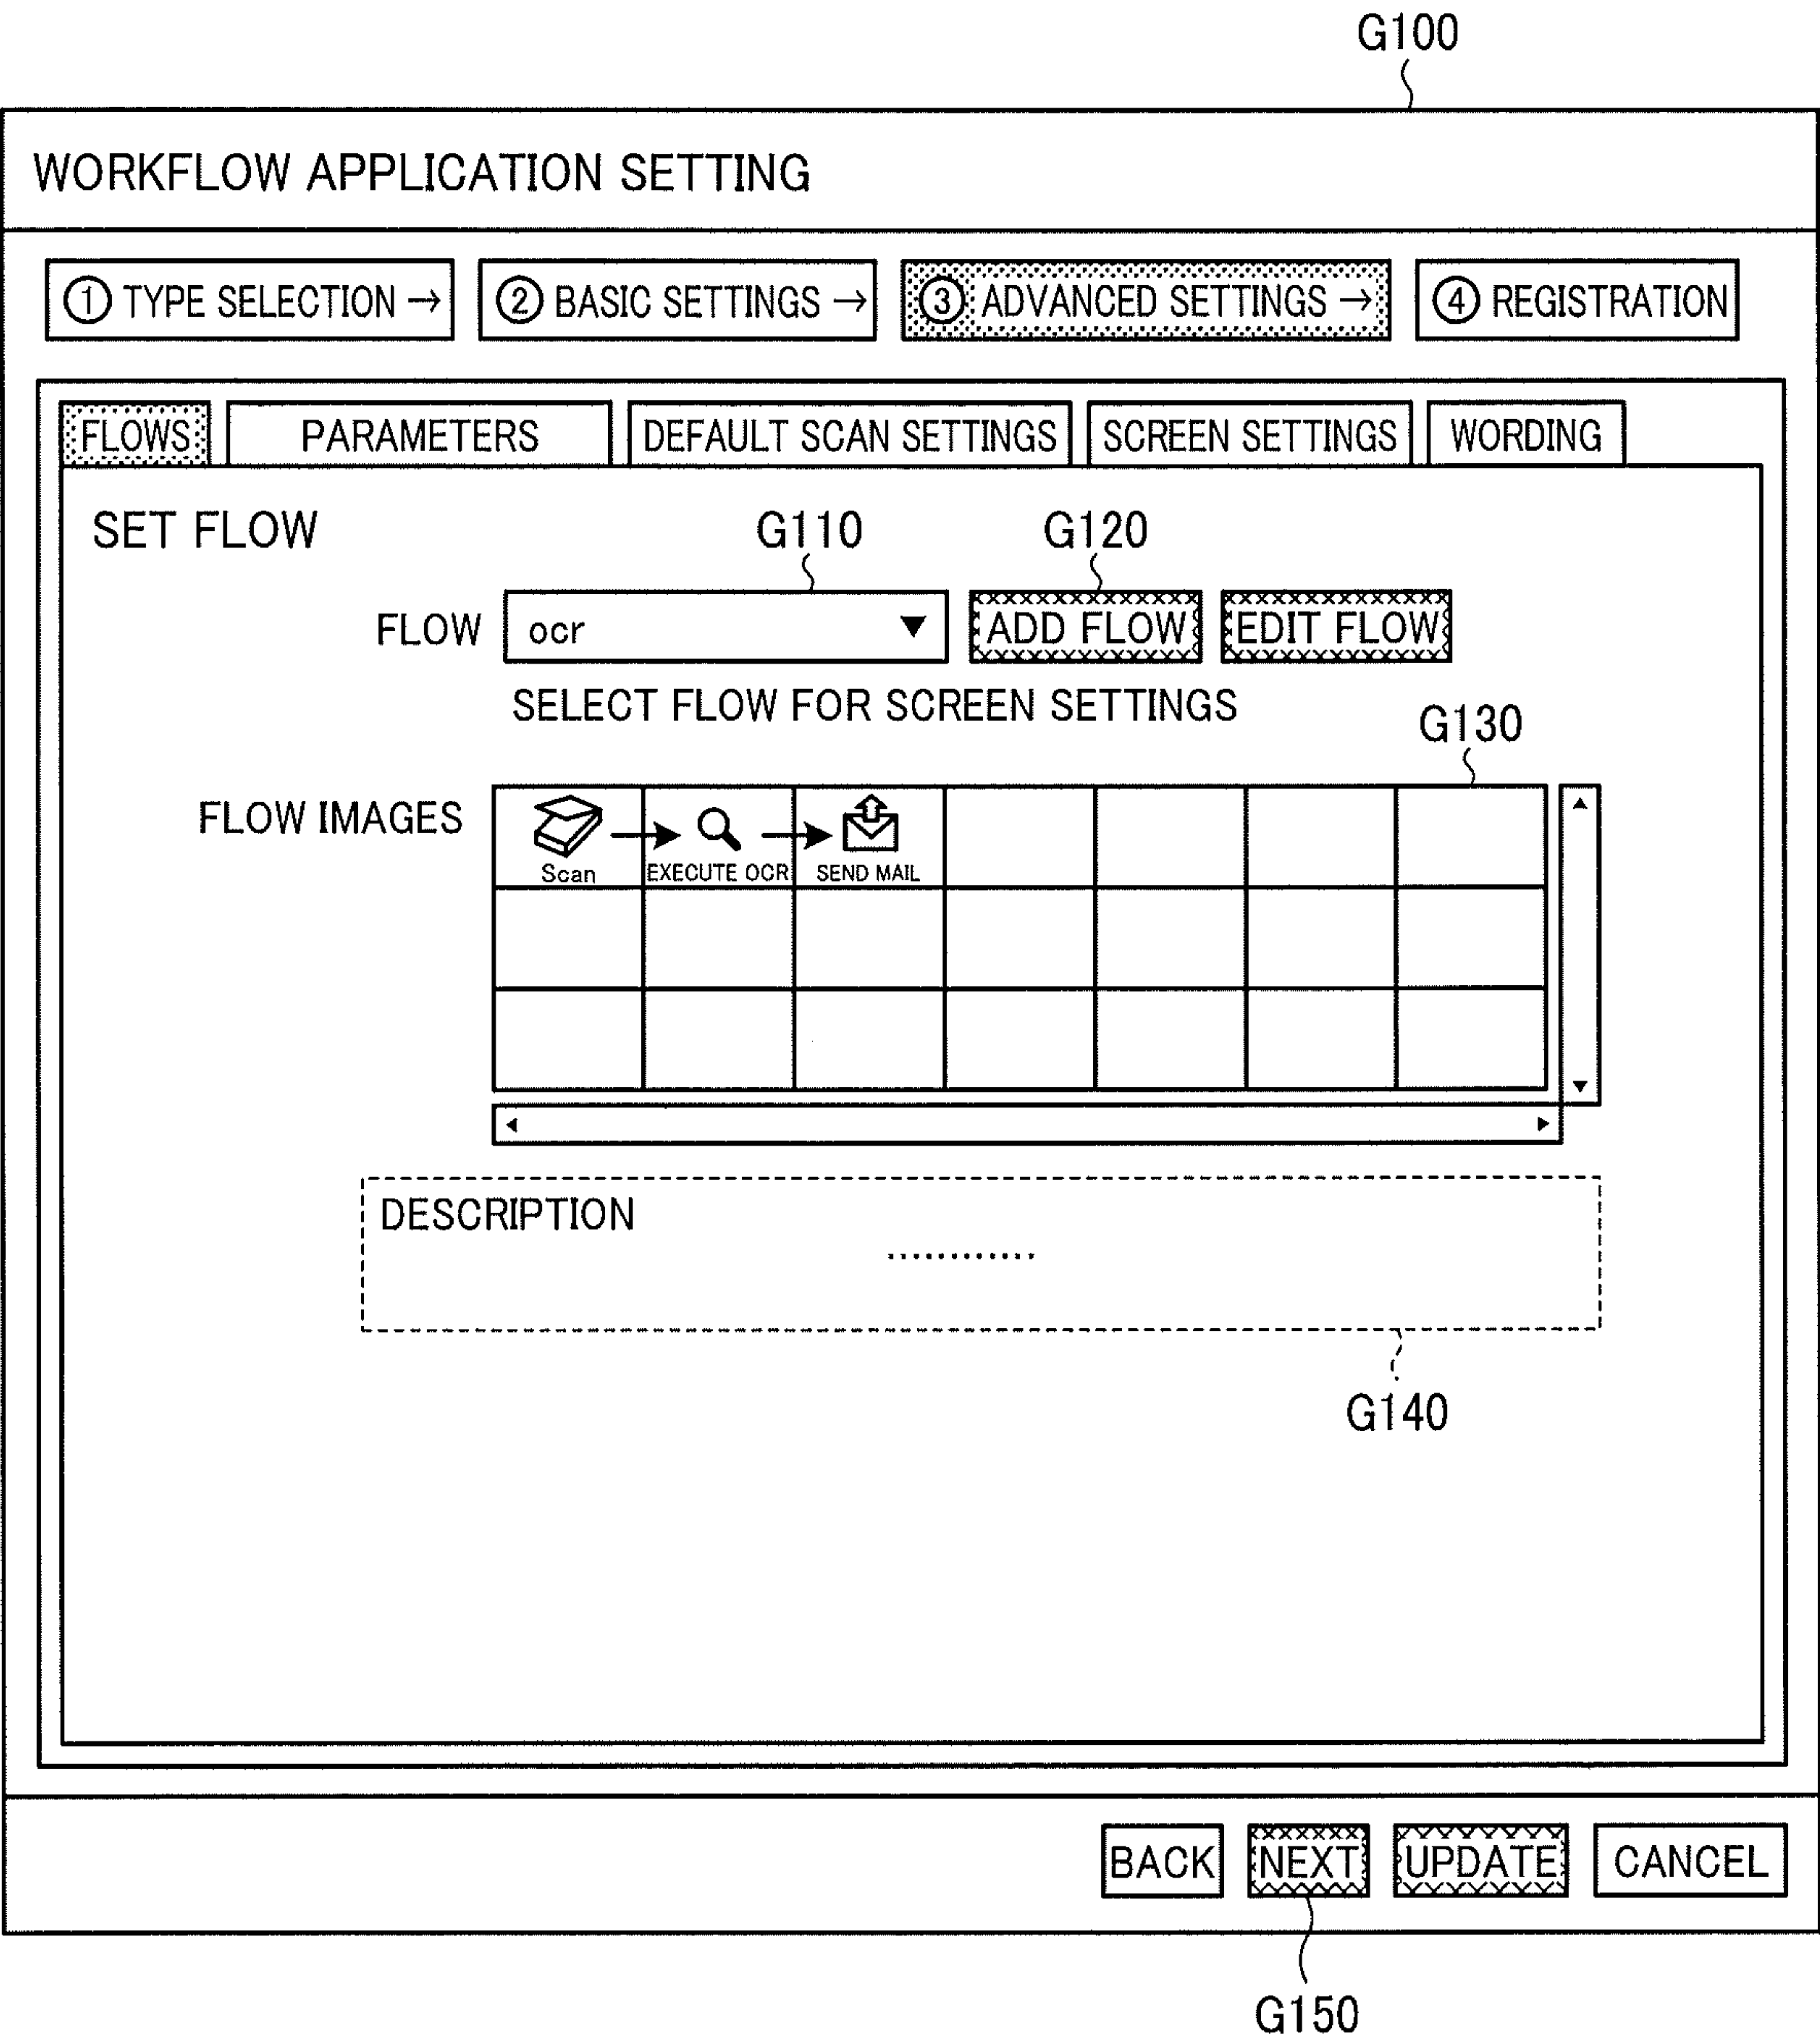 G100
WORKFLOW APPLICATION SETTING
① TYPE SELECTION → ② BASIC SETTINGS → ③ ADVANCED SETTINGS → ④ REGISTRATION
FLOWS PARAMETERS DEFAULT SCAN SETTINGS SCREEN SETTINGS WORDING
SET FLOW G110 G120
FLOW ocr ▼ ADD FLOW EDIT FLOW
SELECT FLOW FOR SCREEN SETTINGS
G130
FLOW IMAGES
Scan EXECUTE OCR SEND MAIL
DESCRIPTION
............
G140
BACK NEXT UPDATE CANCEL
G150